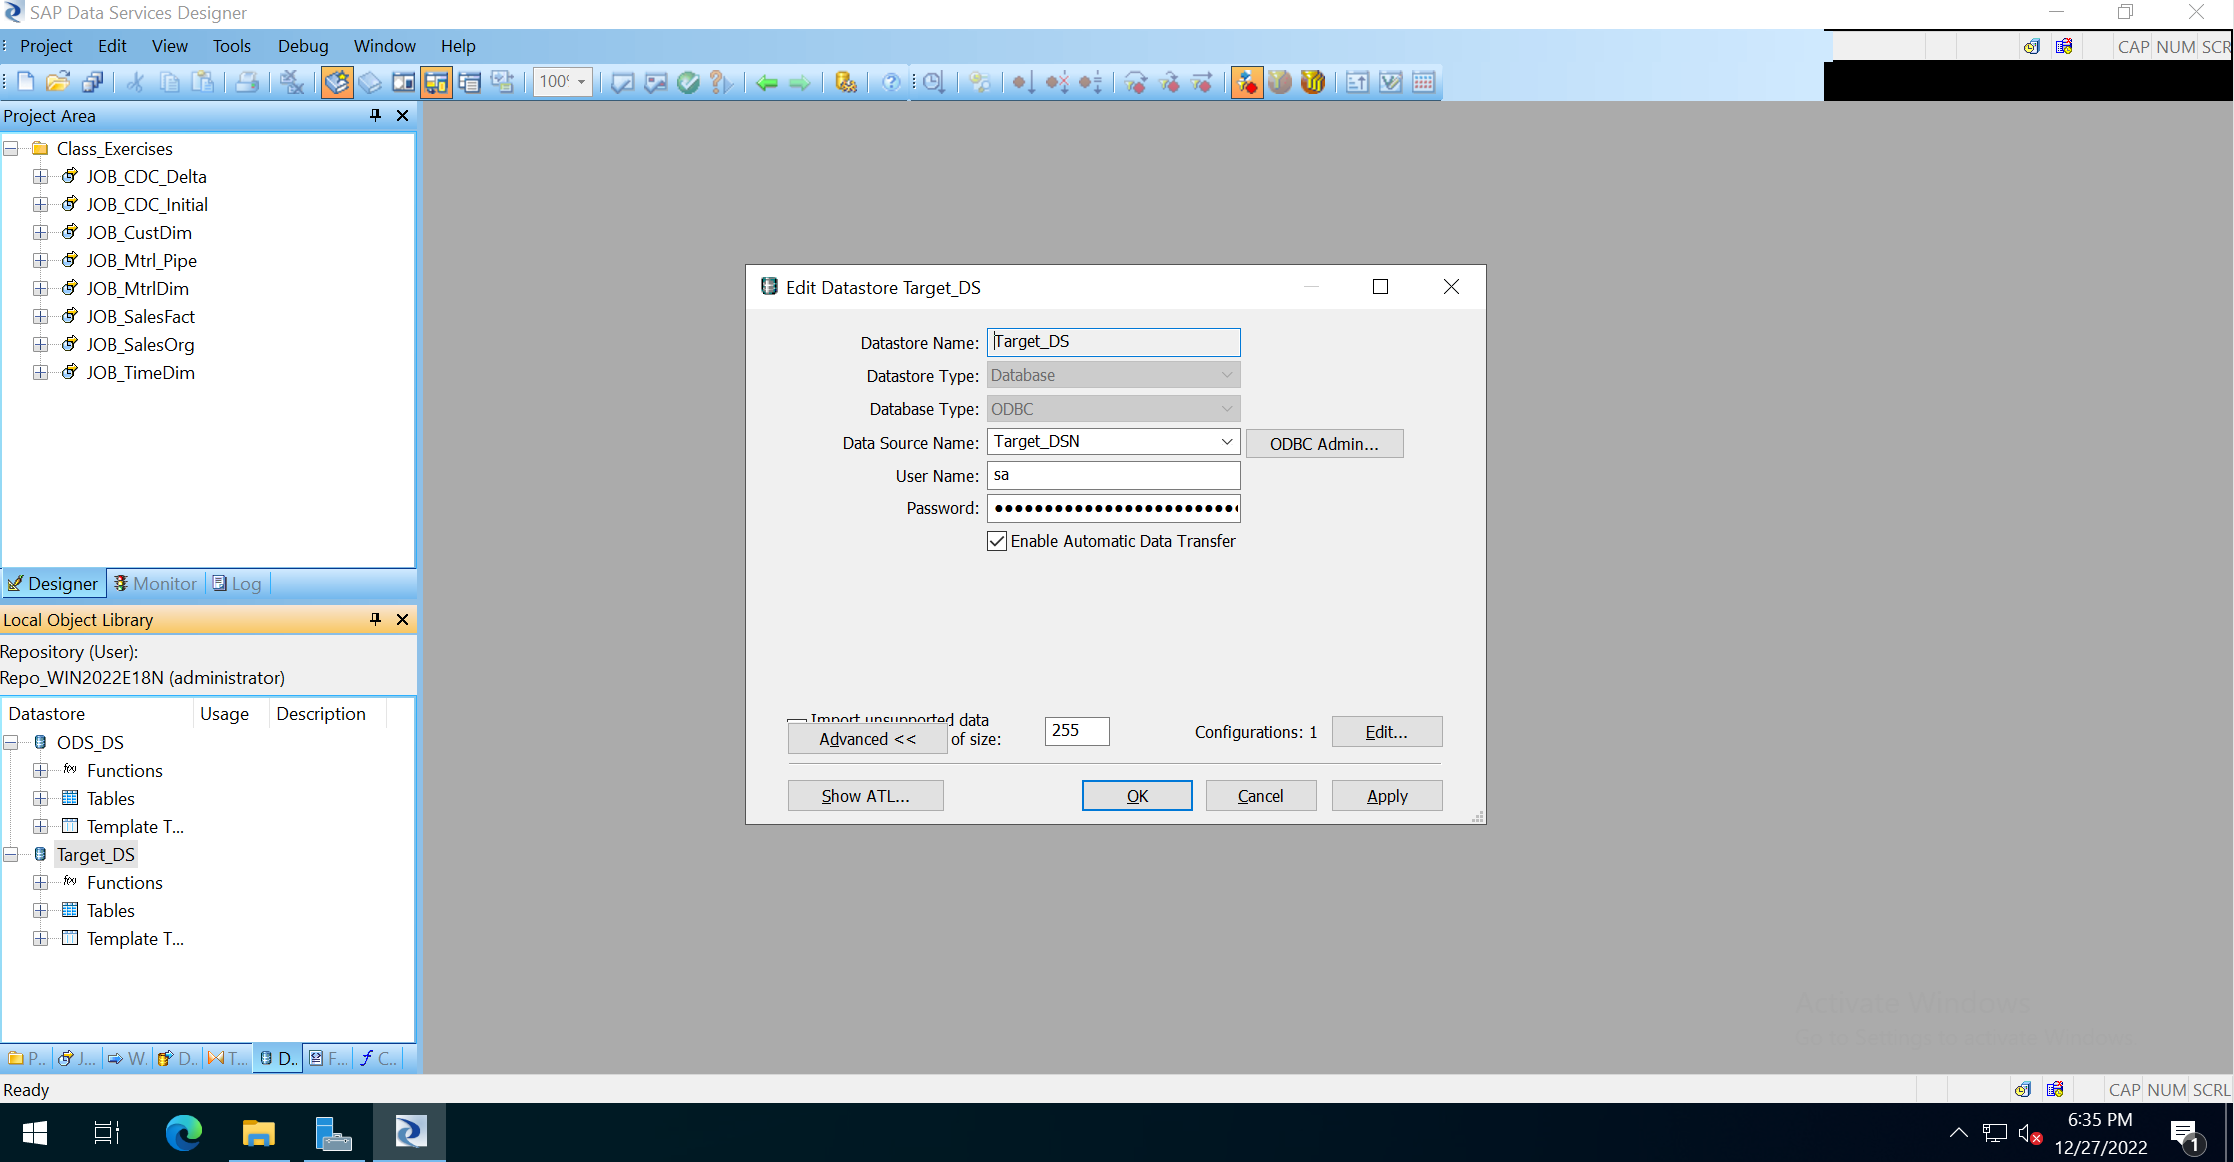 SAP Data Services Designer
Project Edit View Tools Debug Window Help
CAP NUM SCR
100%
Project Area
Class_Exercises
JOB_CDC_Delta
JOB_CDC_Initial
JOB_CustDim
JOB_Mtrl_Pipe
JOB_MtrlDim
JOB_SalesFact
JOB_SalesOrg
JOB_TimeDim
Designer Monitor Log
Local Object Library
Repository (User):
Repo_WIN2022E18N (administrator)
Datastore Usage Description
ODS_DS
f(x) Functions
Tables
Template T...
Target_DS
f(x) Functions
Tables
Template T...
P.. J... W. D.. T... D.. F... C..
Edit Datastore Target_DS
Datastore Name: Target_DS
Datastore Type: Database
Database Type: ODBC
Data Source Name: Target_DSN ODBC Admin...
User Name: sa
Password: ●●●●●●●●●●●●●●●●●●●●●●●●●
Enable Automatic Data Transfer
Import unsupported data
Advanced << of size: 255 Configurations: 1 Edit...
Show ATL... OK Cancel Apply
Activate Windows
Go to Settings to activate Windows.
Ready
CAP NUM SCRL
6:35 PM
12/27/2022
1